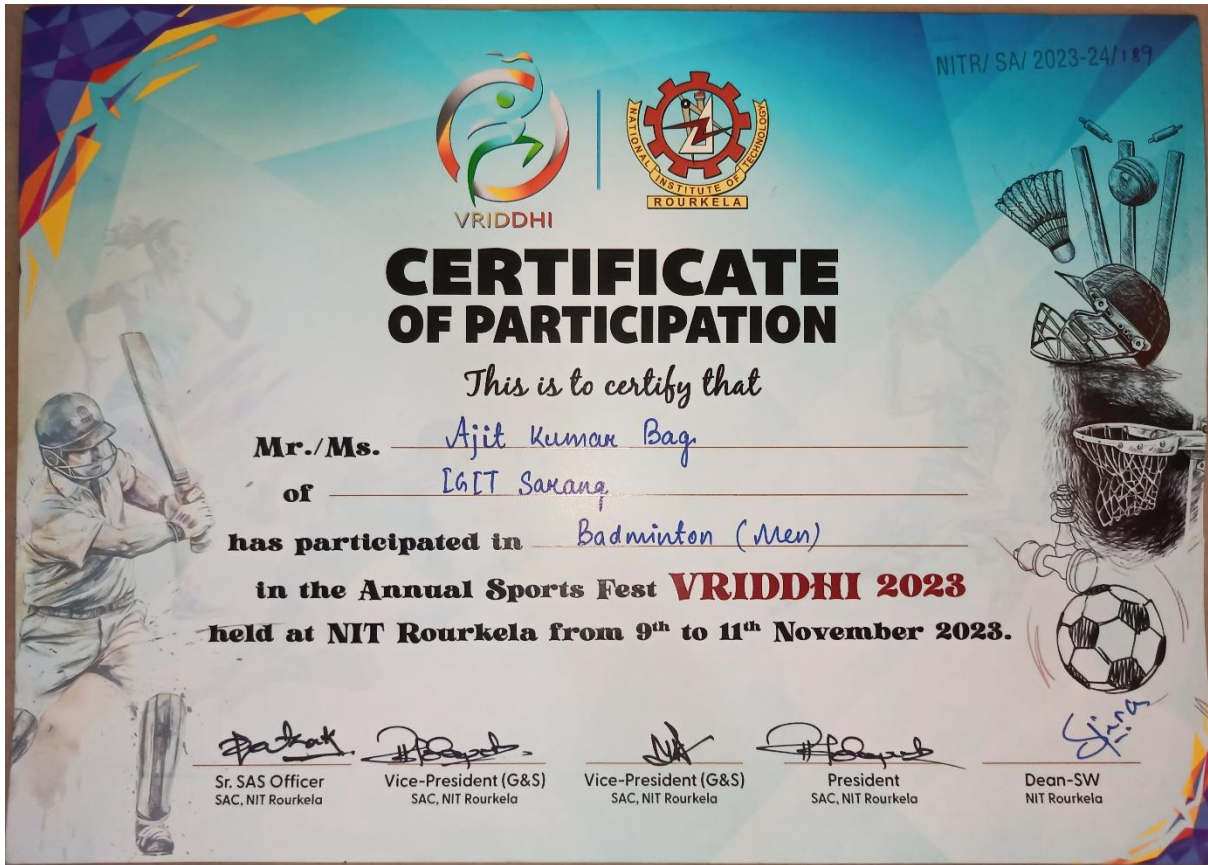 NITR/ SA/ 2023-24/189
VRIDDHI
NATIONAL INSTITUTE OF TECHNOLOGY
ROURKELA
CERTIFICATE
OF PARTICIPATION
This is to certify that
Mr./Ms. Ajit Kumar Bag
of IGIT Sarang
has participated in Badminton (Men)
in the Annual Sports Fest VRIDDHI 2023
held at NIT Rourkela from 9th to 11th November 2023.
Sr. SAS Officer Vice-President (G&S) Vice-President (G&S) President Dean-SW
SAC, NIT Rourkela SAC, NIT Rourkela SAC, NIT Rourkela SAC, NIT Rourkela NIT Rourkela